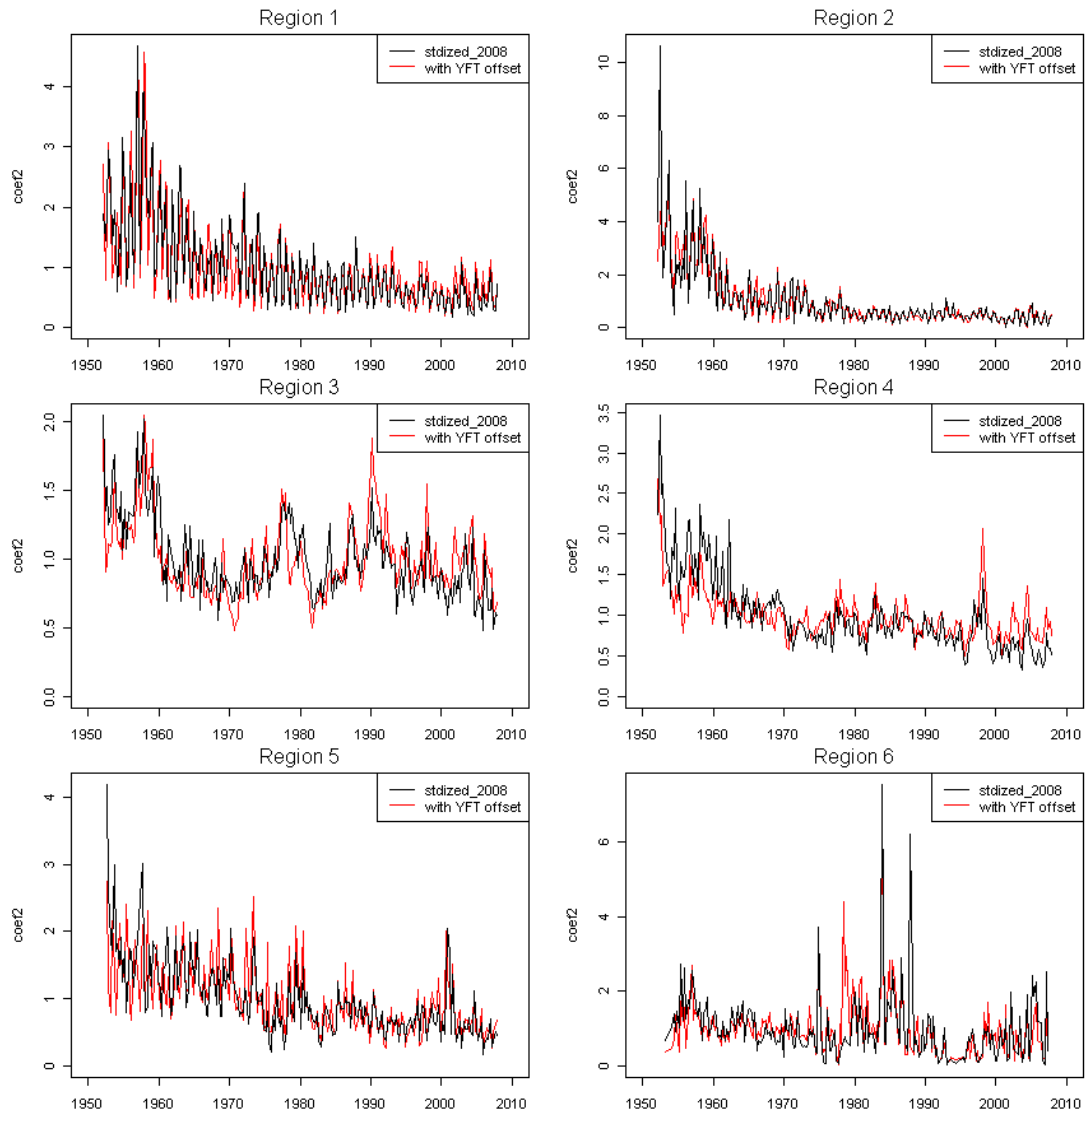 Region 1
stdized_2008
with YFT offset
coef2
4
3
2
1
0
1950 1960 1970 1980 1990 2000 2010
Region 2
stdized_2008
with YFT offset
coef2
10
8
6
4
2
0
1950 1960 1970 1980 1990 2000 2010
Region 3
stdized_2008
with YFT offset
coef2
2.0
1.5
1.0
0.5
0.0
1950 1960 1970 1980 1990 2000 2010
Region 4
stdized_2008
with YFT offset
coef2
3.5
3.0
2.5
2.0
1.5
1.0
0.5
0.0
1950 1960 1970 1980 1990 2000 2010
Region 5
stdized_2008
with YFT offset
coef2
4
3
2
1
0
1950 1960 1970 1980 1990 2000 2010
Region 6
stdized_2008
with YFT offset
coef2
6
4
2
0
1950 1960 1970 1980 1990 2000 2010